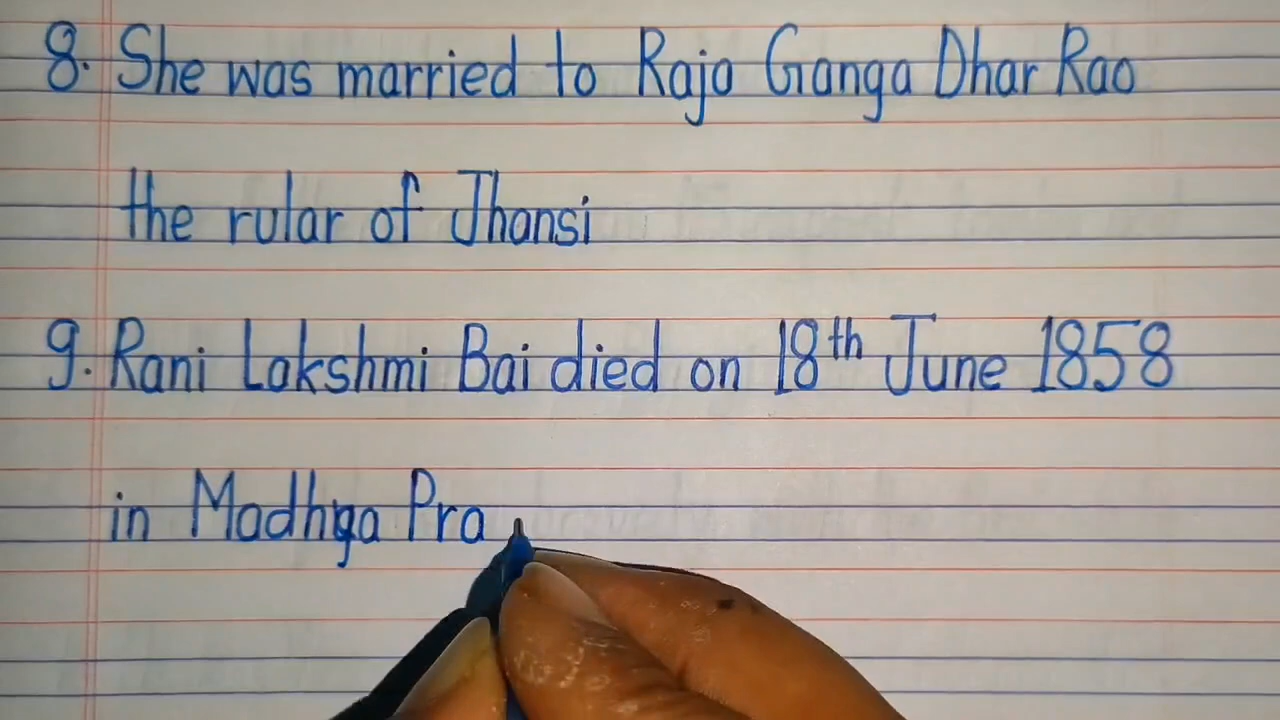 8. She was married to Raja Ganga Dhar Rao
the rular of Jhansi
9. Rani Lakshmi Bai died on 18th June 1858
in Madhya Pra